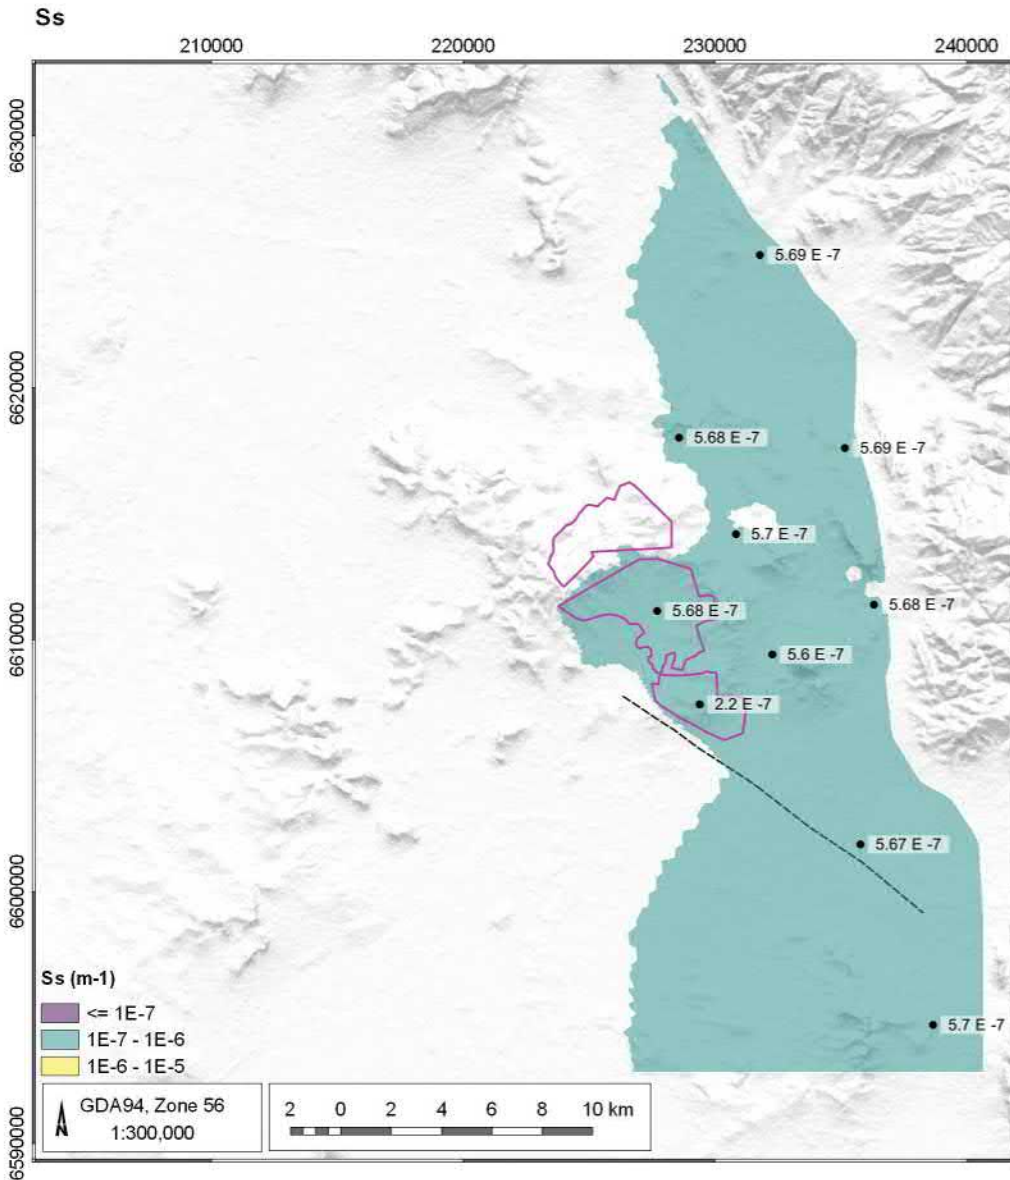 Ss
210000
220000
230000
240000
6630000
6620000
6610000
6600000
6590000
5.69 E -7
5.68 E -7
5.69 E -7
5.7 E -7
5.68 E -7
5.68 E -7
5.6 E -7
2.2 E -7
5.67 E -7
5.7 E -7
Ss (m-1)
<= 1E-7
1E-7 - 1E-6
1E-6 - 1E-5
N
GDA94, Zone 56
1:300,000
2 0 2 4 6 8 10 km